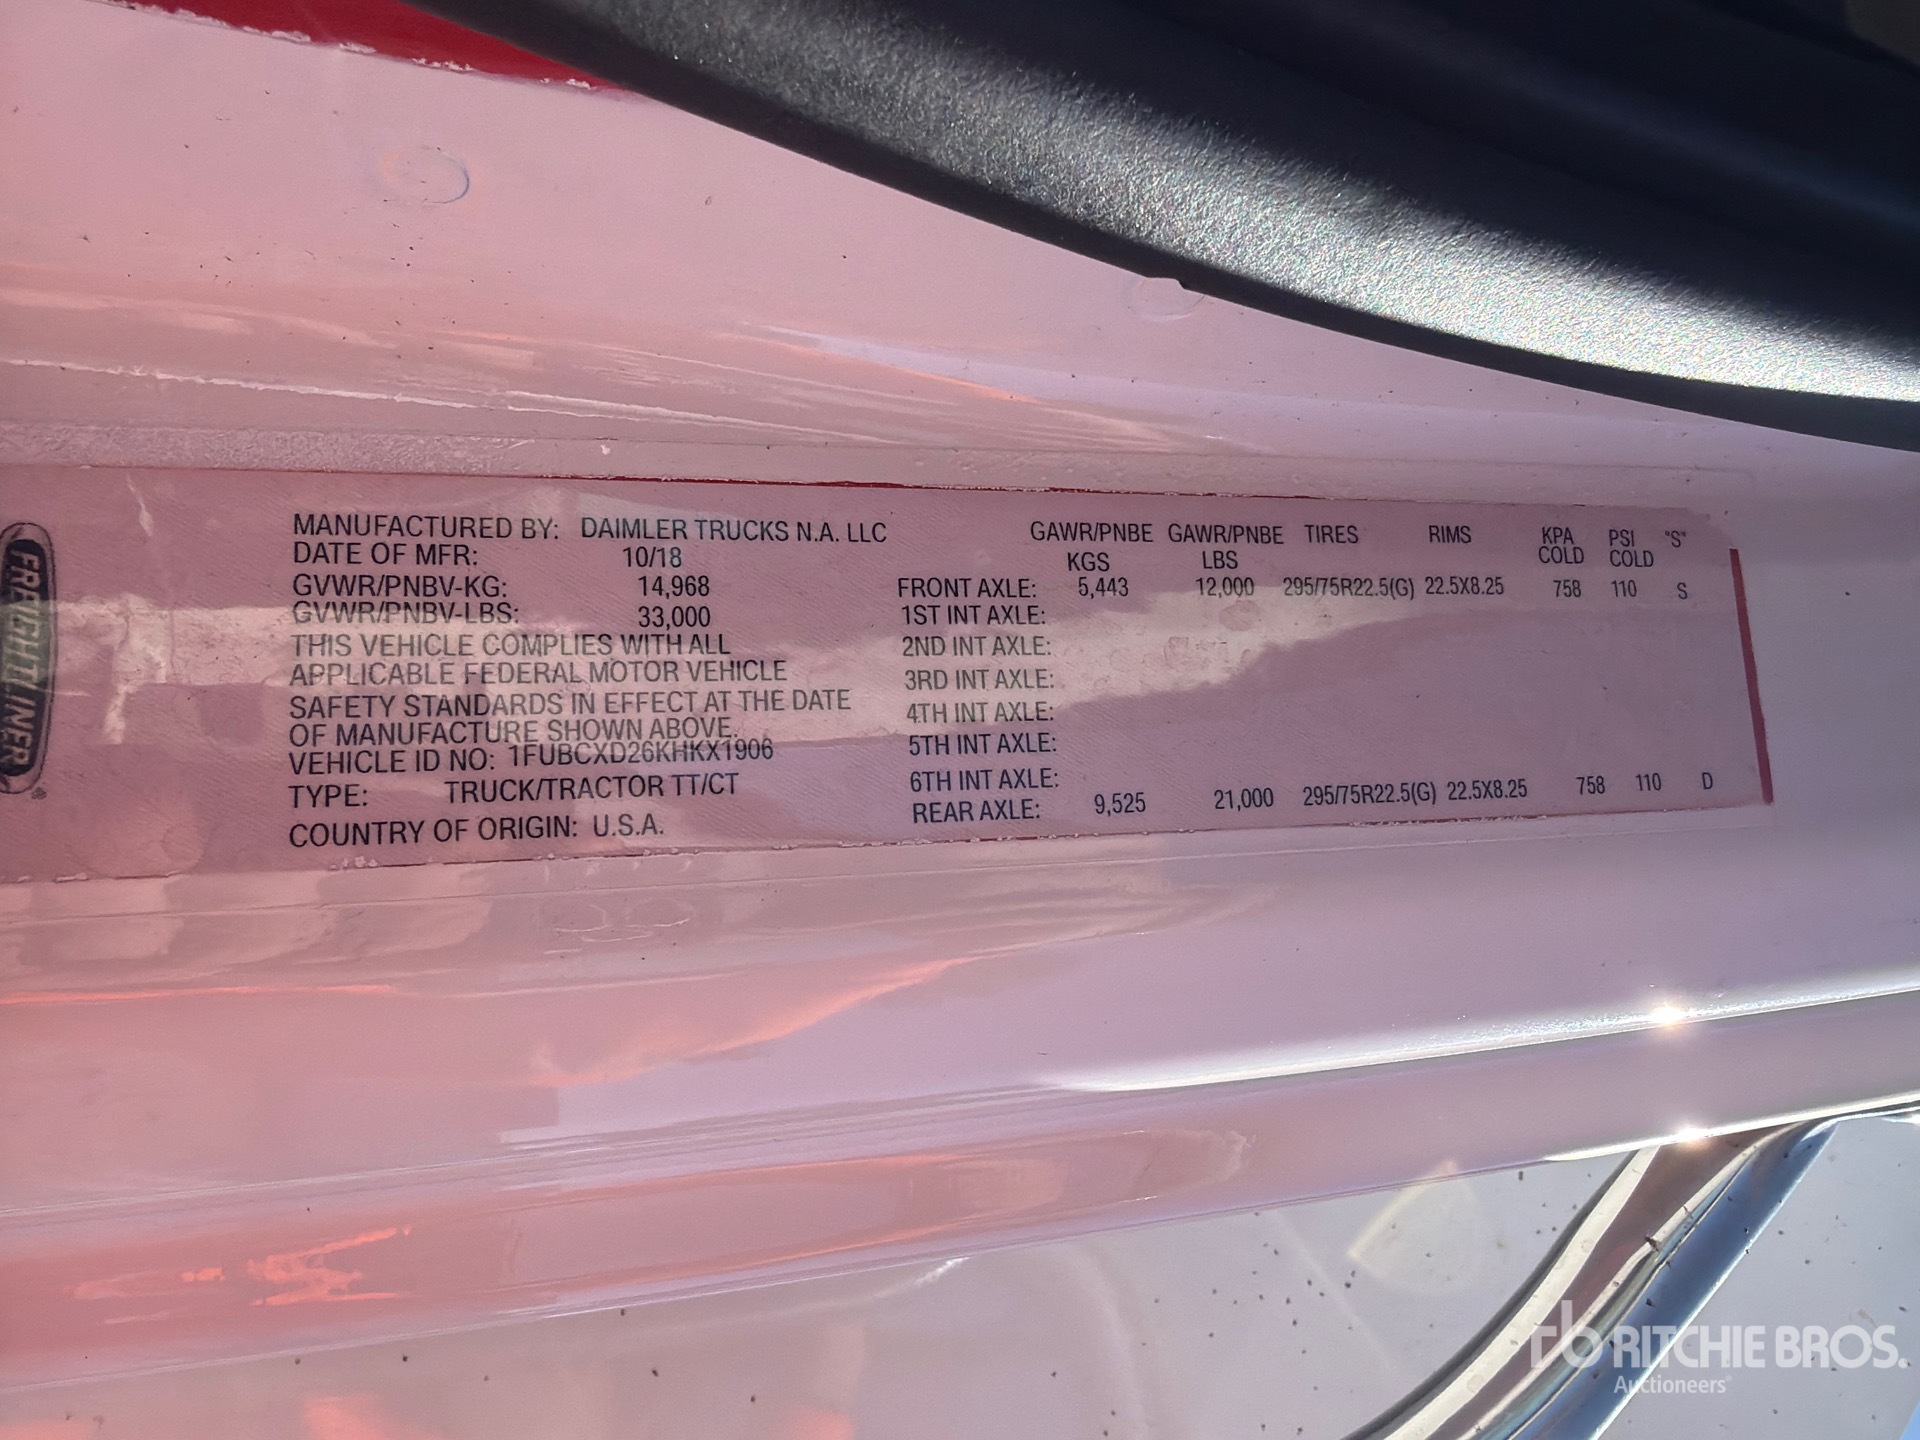 FREIGHTLINER
MANUFACTURED BY: DAIMLER TRUCKS N.A. LLC
DATE OF MFR: 10/18
GVWR/PNBV-KG: 14,968
GVWR/PNBV-LBS: 33,000
THIS VEHICLE COMPLIES WITH ALL
APPLICABLE FEDERAL MOTOR VEHICLE
SAFETY STANDARDS IN EFFECT AT THE DATE
OF MANUFACTURE SHOWN ABOVE.
VEHICLE ID NO: 1FUBCXD26KHKX1906
TYPE: TRUCK/TRACTOR TT/CT
COUNTRY OF ORIGIN: U.S.A.
GAWR/PNBE GAWR/PNBE TIRES RIMS KPA PSI "S"
KGS LBS COLD COLD
FRONT AXLE: 5,443 12,000 295/75R22.5(G) 22.5X8.25 758 110 S
1ST INT AXLE:
2ND INT AXLE:
3RD INT AXLE:
4TH INT AXLE:
5TH INT AXLE:
6TH INT AXLE:
REAR AXLE: 9,525 21,000 295/75R22.5(G) 22.5X8.25 758 110 D
rb RITCHIE BROS.
Auctioneers